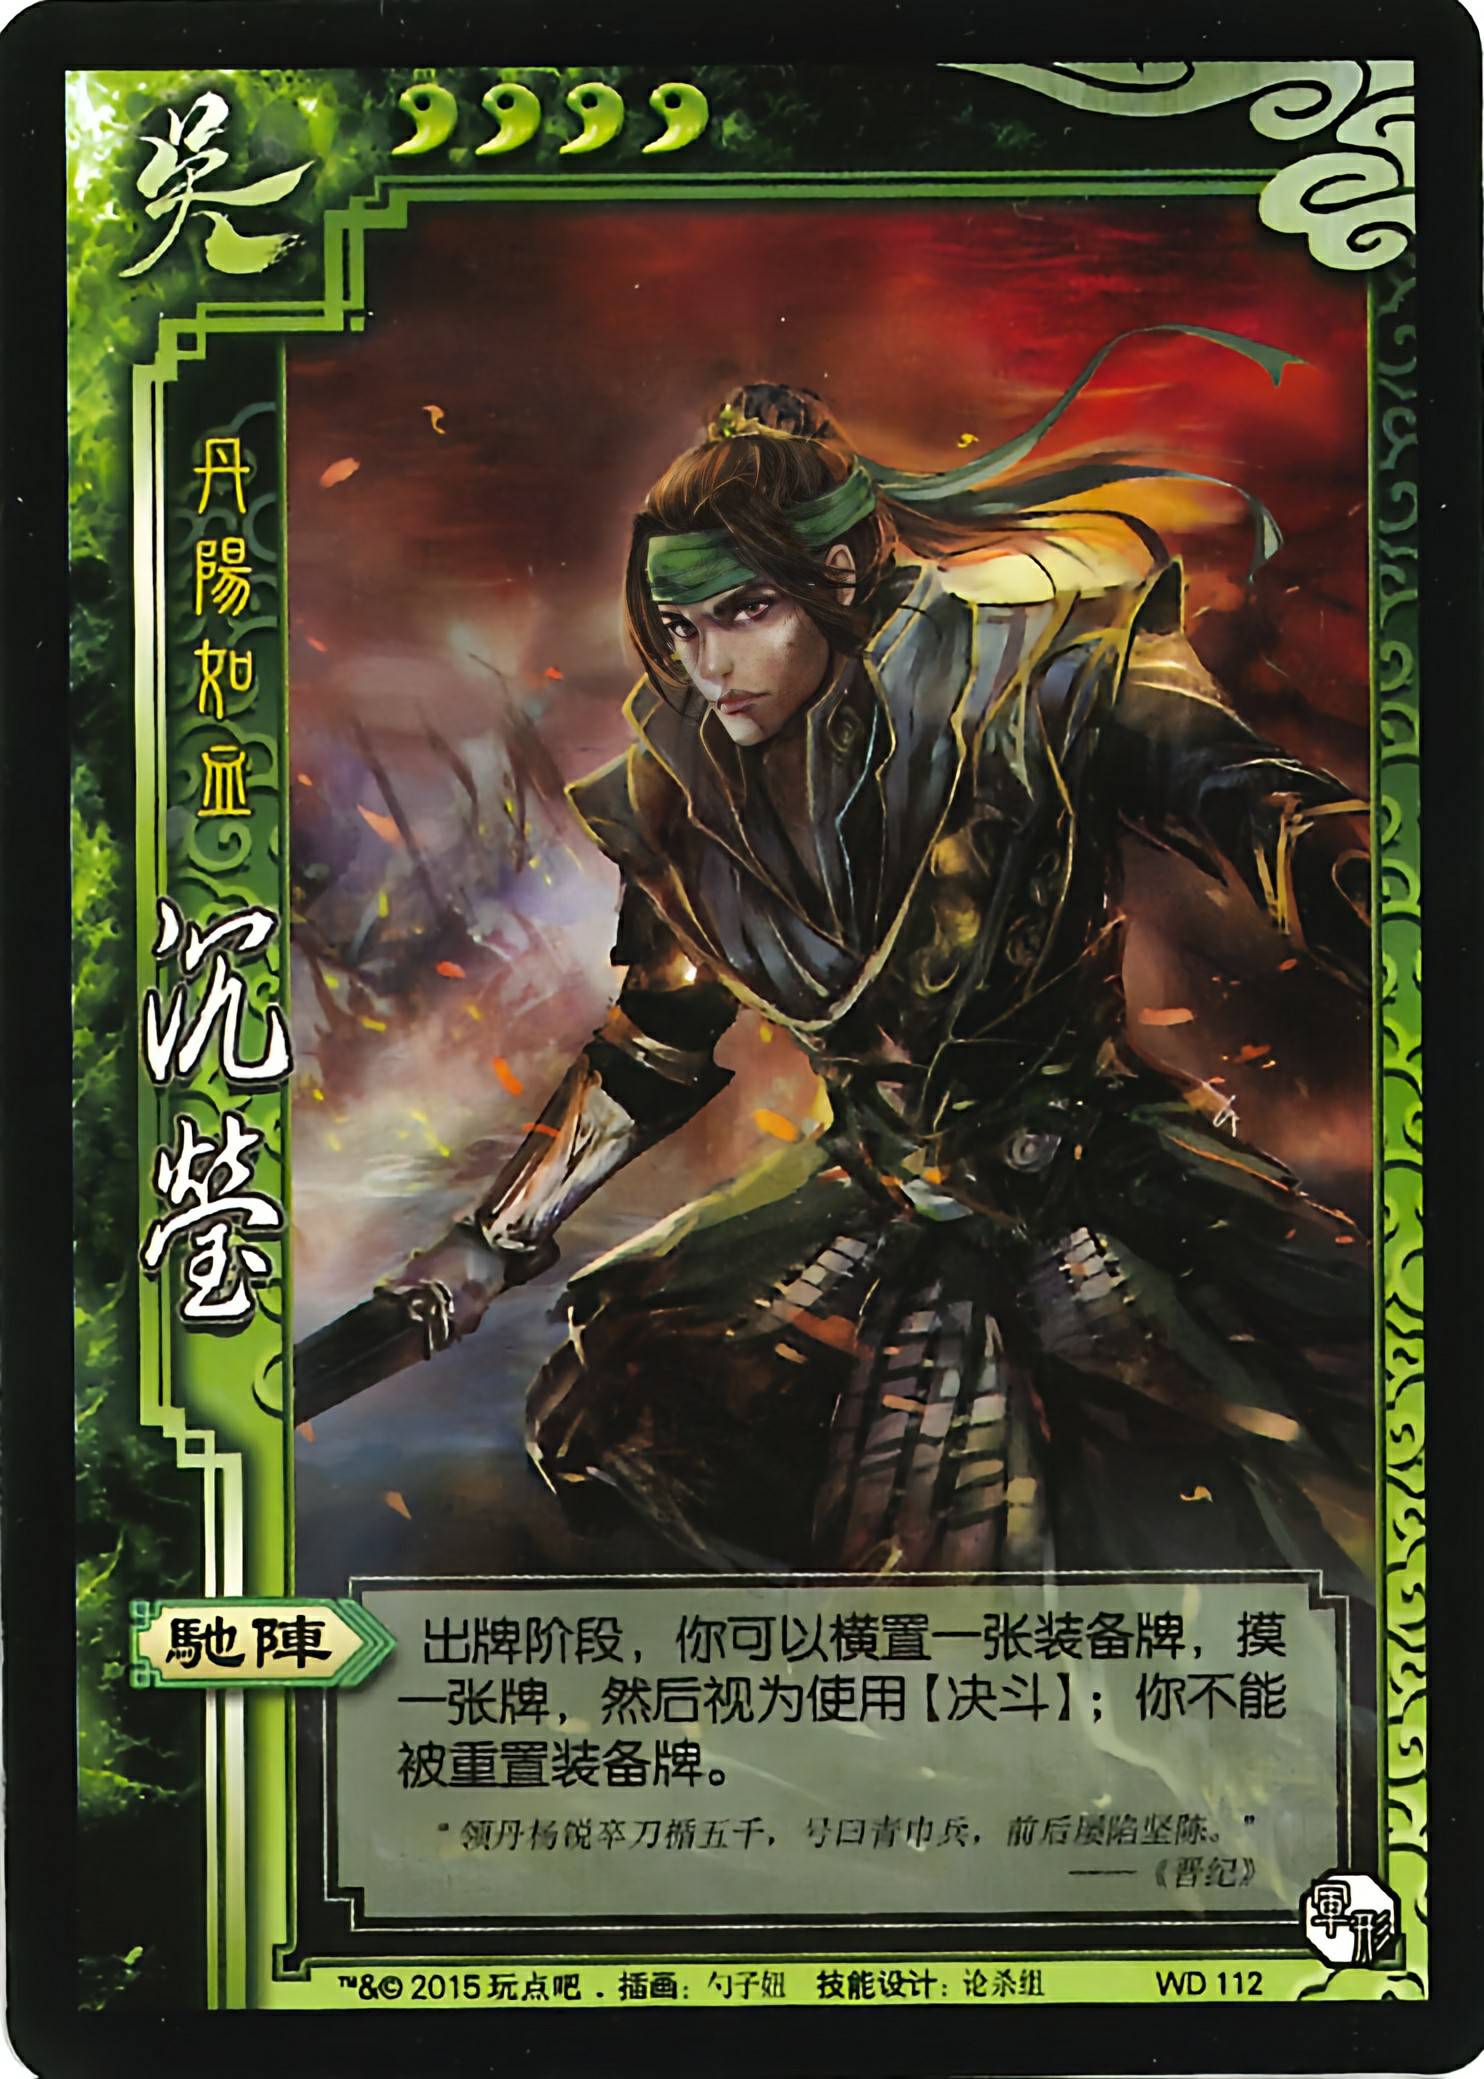 吴
丹陽如血
沉瑩
馳陣
出牌阶段，你可以横置一张装备牌，摸
一张牌，然后视为使用【决斗】；你不能
被重置装备牌。
“领丹杨锐卒刀楯五千，号曰青巾兵，前后屡陷坚陈。”
——《晋纪》
軍形
™&© 2015 玩点吧 . 插画：勺子妞 技能设计：论杀组 WD 112